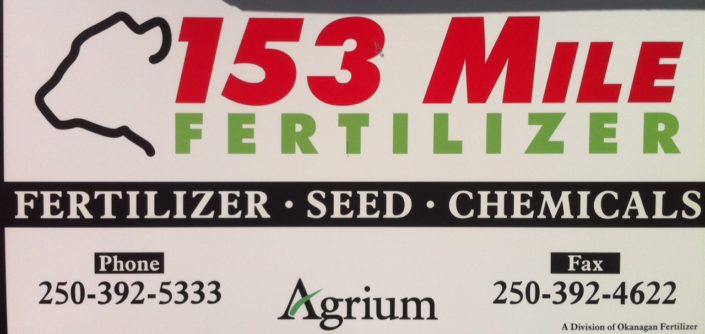 153 MILE
FERTILIZER
FERTILIZER · SEED · CHEMICALS
Phone
250-392-5333
Agrium
Fax
250-392-4622
A Division of Okanagan Fertilizer